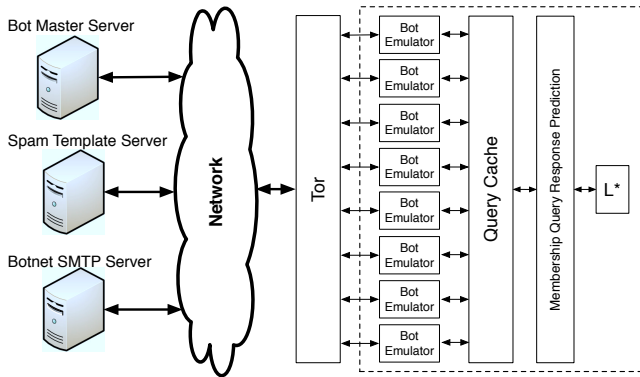 Bot Master Server
Spam Template Server
Botnet SMTP Server
Network
Tor
Bot
Emulator
Bot
Emulator
Bot
Emulator
Bot
Emulator
Bot
Emulator
Bot
Emulator
Bot
Emulator
Bot
Emulator
Query Cache
Membership Query Response Prediction
L*